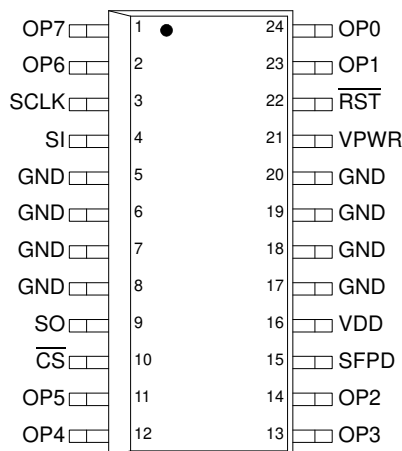 OP7 1 24 OP0
OP6 2 23 OP1
SCLK 3 22 RST
SI 4 21 VPWR
GND 5 20 GND
GND 6 19 GND
GND 7 18 GND
GND 8 17 GND
SO 9 16 VDD
CS 10 15 SFPD
OP5 11 14 OP2
OP4 12 13 OP3